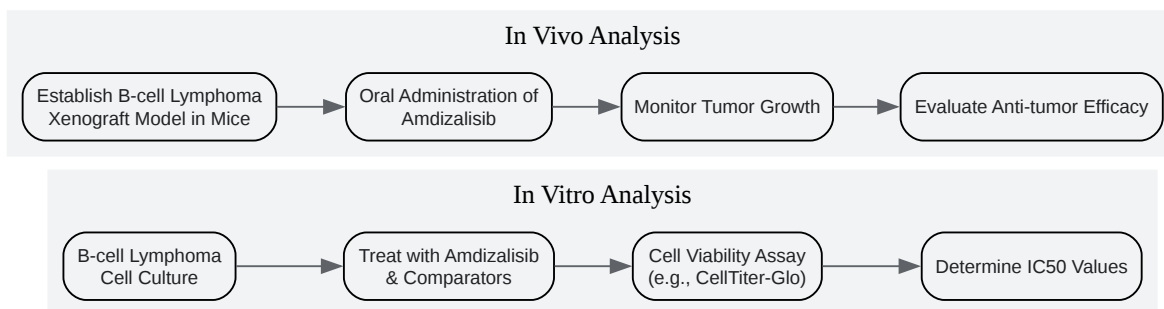 In Vivo Analysis
Establish B-cell Lymphoma
Xenograft Model in Mice
Oral Administration of
Amdizalisib
Monitor Tumor Growth
Evaluate Anti-tumor Efficacy
In Vitro Analysis
B-cell Lymphoma
Cell Culture
Treat with Amdizalisib
& Comparators
Cell Viability Assay
(e.g., CellTiter-Glo)
Determine IC50 Values